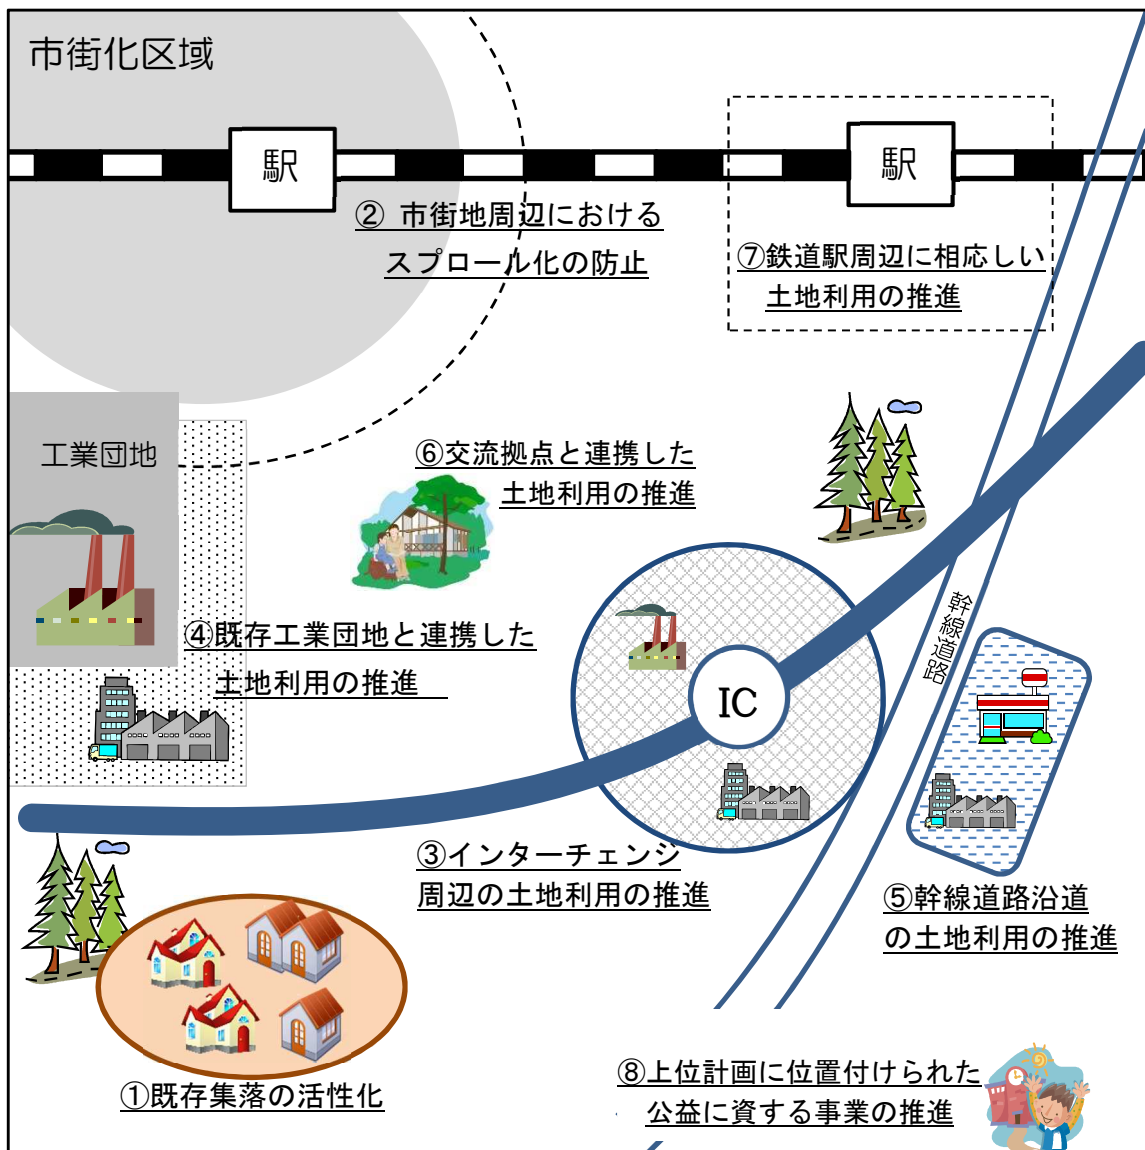 市街化区域
駅
駅
② 市街地周辺における
スプロール化の防止
⑦鉄道駅周辺に相応しい
土地利用の推進
工業団地
⑥交流拠点と連携した
土地利用の推進
④既存工業団地と連携した
土地利用の推進
幹線道路
IC
③インターチェンジ
周辺の土地利用の推進
⑤幹線道路沿道
の土地利用の推進
①既存集落の活性化
⑧上位計画に位置付けられた
公益に資する事業の推進